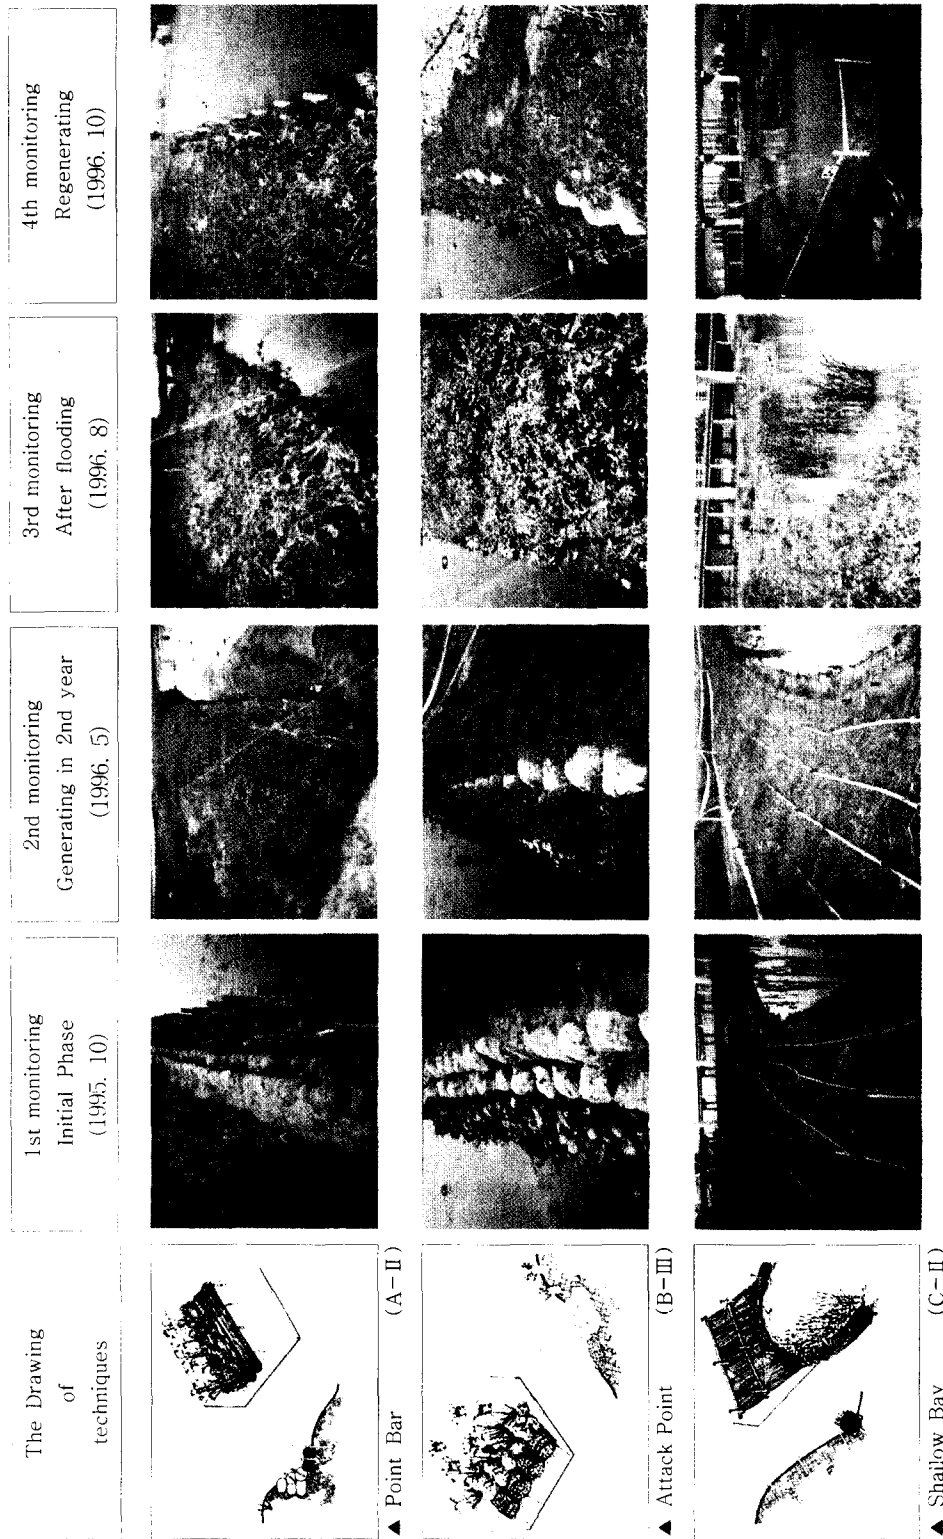 The Drawing
of
techniques
1st monitoring
Initial Phase
(1995. 10)
2nd monitoring
Generating in 2nd year
(1996. 5)
3rd monitoring
After flooding
(1996. 8)
4th monitoring
Regenerating
(1996. 10)
▲ Point Bar (A-Ⅱ)
▲ Attack Point (B-Ⅲ)
▲ Shallow Bay (C-Ⅱ)